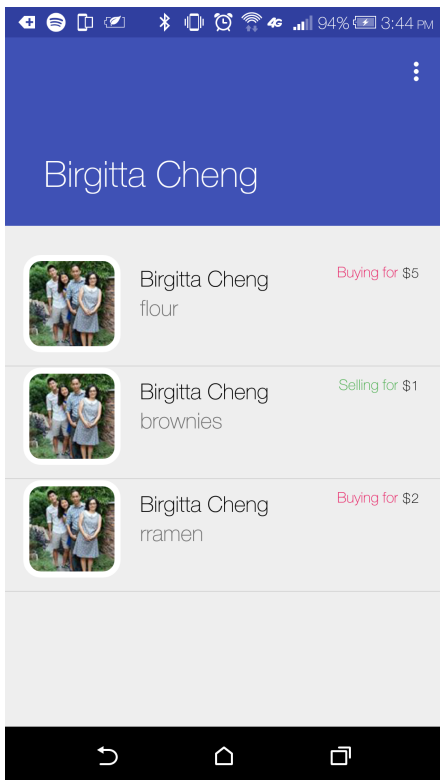 4G 94% 3:44 PM
Birgitta Cheng
Birgitta Cheng Buying for $5
flour
Birgitta Cheng Selling for $1
brownies
Birgitta Cheng Buying for $2
rramen